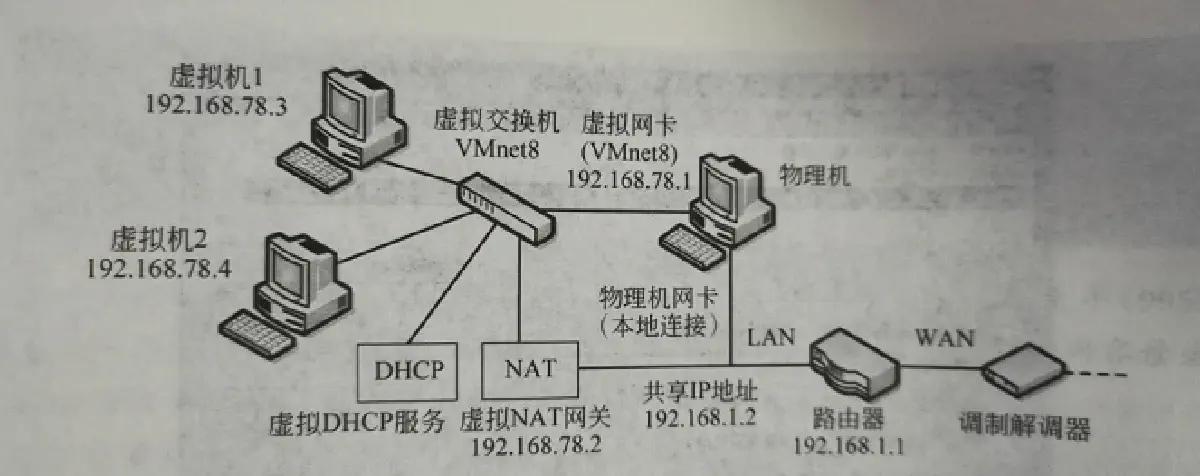 虚拟机1
192.168.78.3
虚拟交换机
VMnet8
虚拟网卡
(VMnet8)
192.168.78.1
物理机
虚拟机2
192.168.78.4
物理机网卡
（本地连接）
LAN
WAN
DHCP
NAT
虚拟DHCP服务
虚拟NAT网关
192.168.78.2
共享IP地址
192.168.1.2
路由器
192.168.1.1
调制解调器